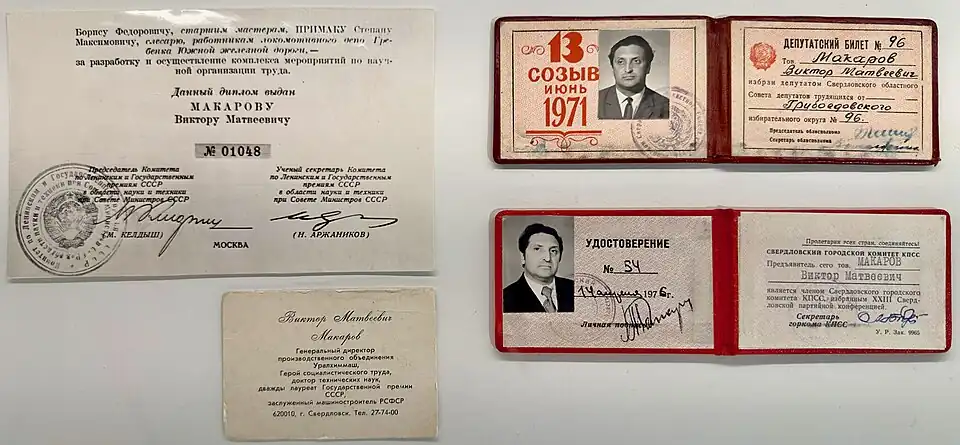 Борису Федоровичу, старшим мастерам, ПРИМАКУ Степану
Максимовичу, слесарю, работникам локомотивного депо Гре-
бенка Южной железной дороги,—
за разработку и осуществление комплекса мероприятий по науч-
ной организации труда.
Данный диплом выдан
МАКАРОВУ
Виктору Матвеевичу
№ 01048
Председатель Комитета
по Ленинским и Государственным
премиям СССР
в области науки и техники
при Совете Министров СССР
(М. КЕЛДЫШ)
Ученый секретарь Комитета
по Ленинским и Государственным
премиям СССР
в области науки и техники
при Совете Министров СССР
(Н. АРЖАНИКОВ)
МОСКВА
Виктор Матвеевич
Макаров
Генеральный директор
производственного объединения
Уралхиммаш,
Герой социалистического труда,
доктор технических наук,
дважды лауреат Государственной премии
СССР,
заслуженный машиностроитель РСФСР
620010, г. Свердловск. Тел. 27-74-00
13
СОЗЫВ
ИЮНЬ
1971
ДЕПУТАТСКИЙ БИЛЕТ № 96
Тов. Макаров
Виктор Матвеевич
избран депутатом Свердловского областного
Совета депутатов трудящихся от
Грибоедовского
избирательного округа № 96.
Председатель облисполкома
Секретарь облисполкома
УДОСТОВЕРЕНИЕ
№ 54
14 апреля 1976г.
Личная подпись
Пролетарии всех стран, соединяйтесь!
СВЕРДЛОВСКИЙ ГОРОДСКОЙ КОМИТЕТ КПСС
Предъявитель сего тов. МАКАРОВ
Виктор Матвеевич
является членом Свердловского городского
комитета КПСС, избранным XXIII Сверд-
ловской партийной конференцией.
Секретарь
горкома КПСС
У. Р. Зак. 9965